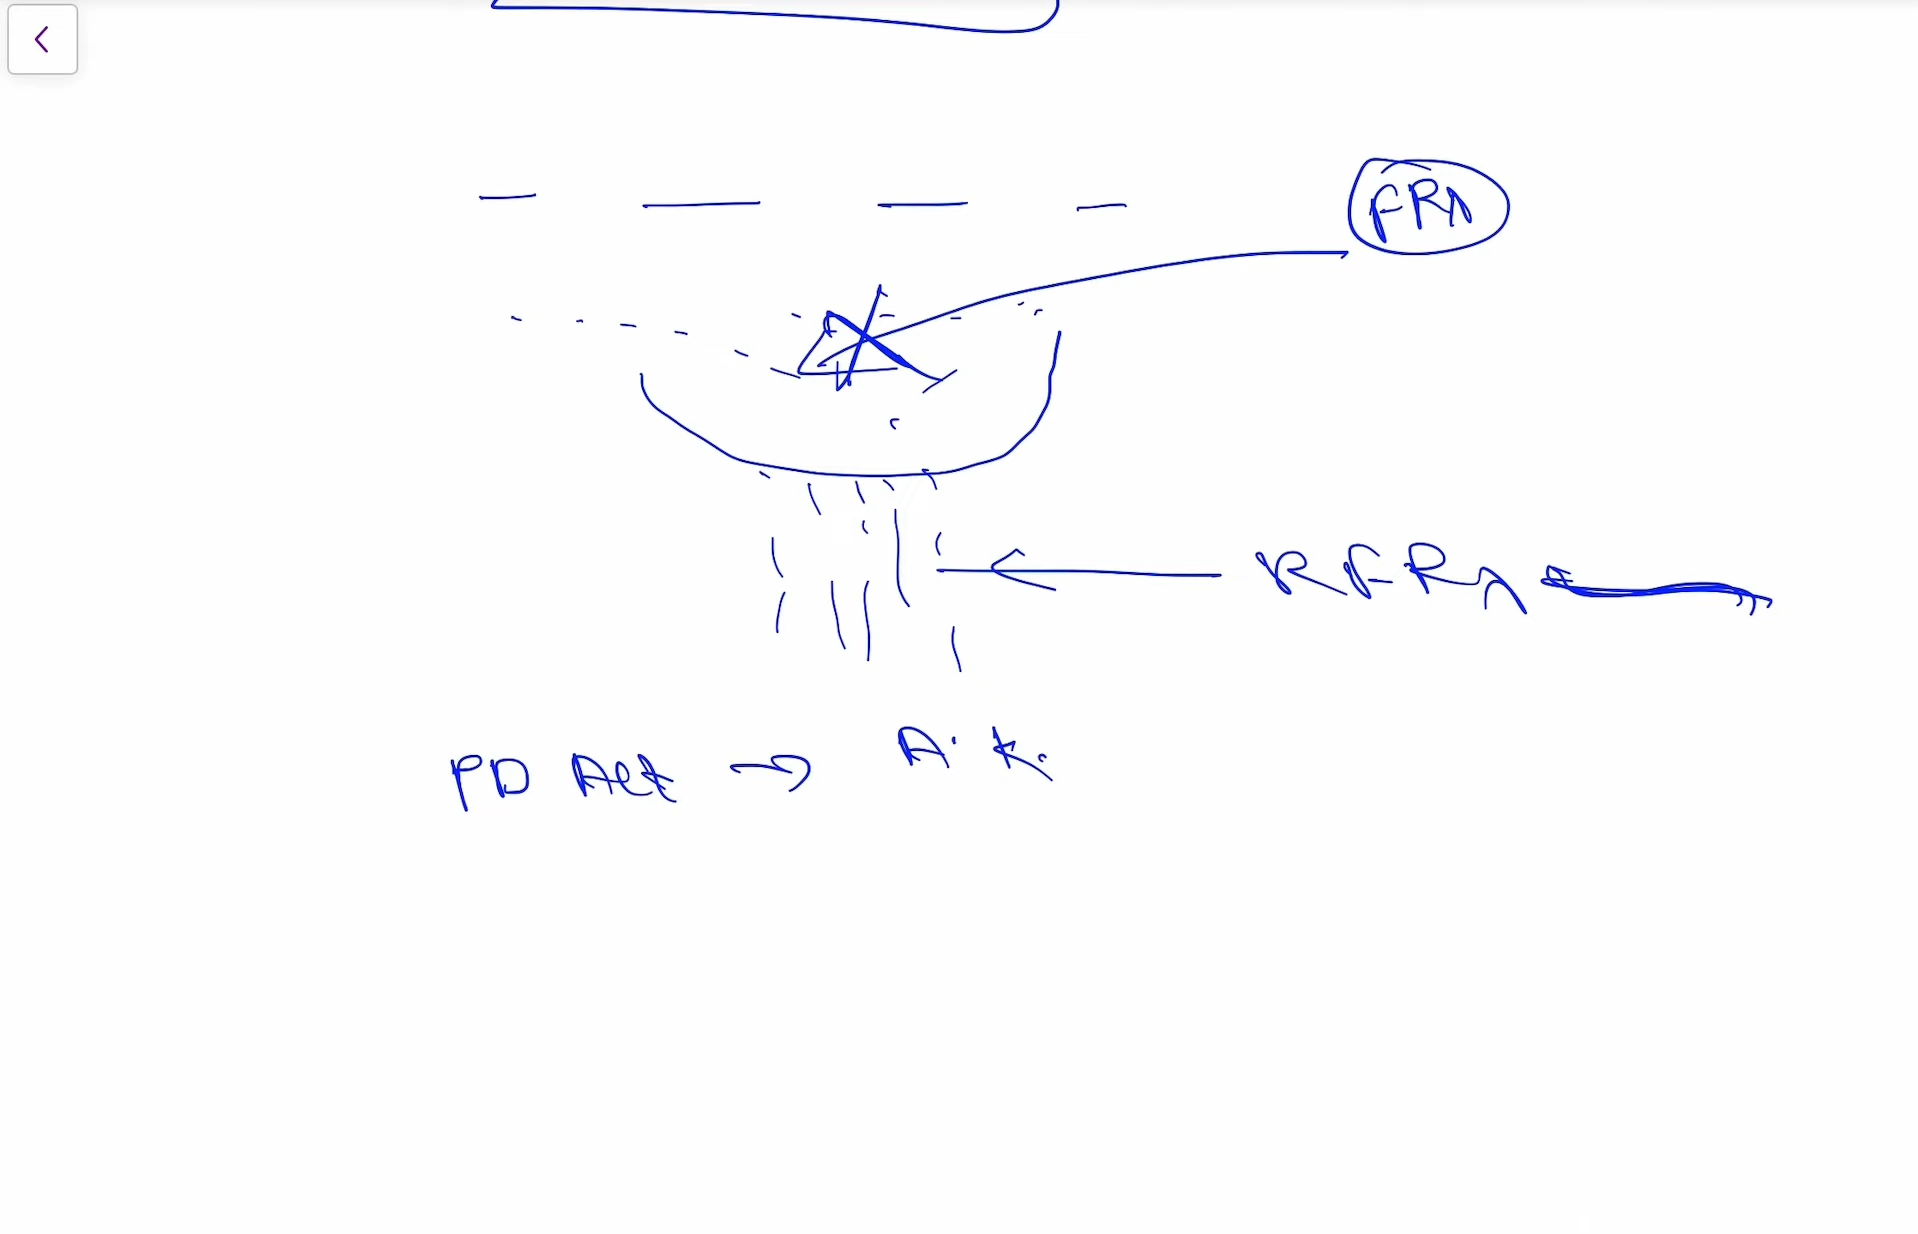 FRA
RFRA
PD Act → A. K.